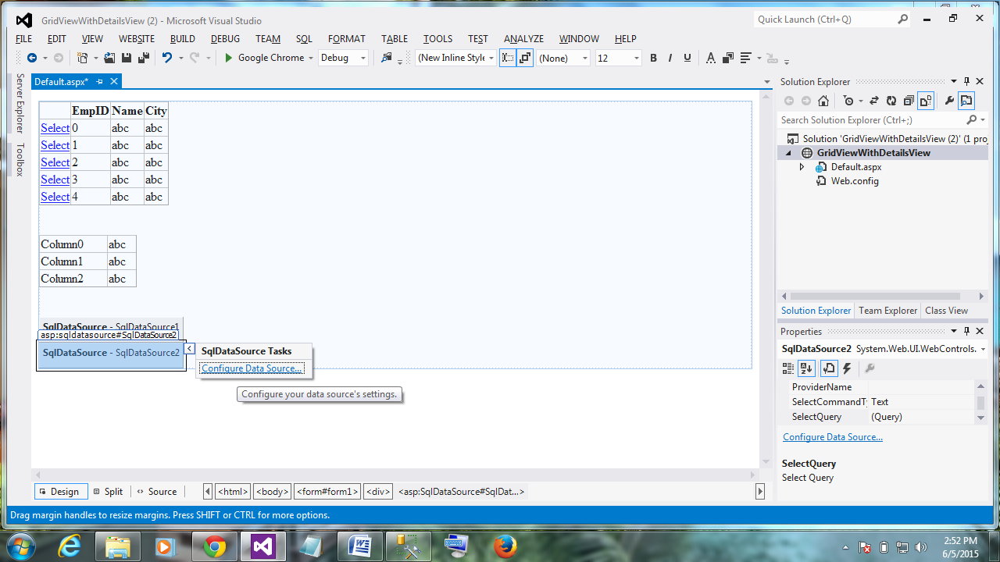 GridViewWithDetailsView (2) - Microsoft Visual Studio
Quick Launch (Ctrl+Q)
FILE EDIT VIEW WEBSITE BUILD DEBUG TEAM SQL FORMAT TABLE TOOLS TEST ANALYZE WINDOW HELP
Google Chrome Debug (New Inline Style (None) 12 B I U A
Server Explorer
Toolbox
Default.aspx*
EmpID Name City
Select 0 abc abc
Select 1 abc abc
Select 2 abc abc
Select 3 abc abc
Select 4 abc abc
Column0 abc
Column1 abc
Column2 abc
SqlDataSource - SqlDataSource1
asp:sqldatasource#SqlDataSource2
SqlDataSource - SqlDataSource2
SqlDataSource Tasks
Configure Data Source...
Configure your data source's settings.
Design Split Source <html> <body> <form#form1> <div> <asp:SqlDataSource#SqlDat...>
Solution Explorer
Search Solution Explorer (Ctrl+;)
Solution 'GridViewWithDetailsView (2)' (1 proj
GridViewWithDetailsView
Default.aspx
Web.config
Solution Explorer Team Explorer Class View
Properties
SqlDataSource2 System.Web.UI.WebControls.
ProviderName
SelectCommandTy Text
SelectQuery (Query)
Configure Data Source...
SelectQuery
Select Query
Drag margin handles to resize margins. Press SHIFT or CTRL for more options.
2:52 PM
6/5/2015